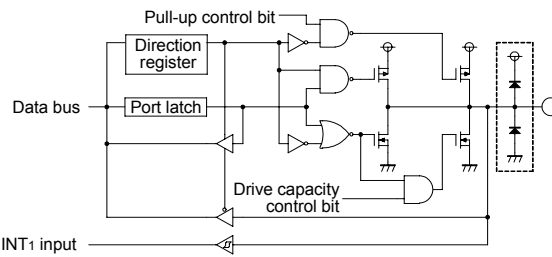 Pull-up control bit
Direction
register
Data bus
Port latch
Drive capacity
control bit
INT1 input